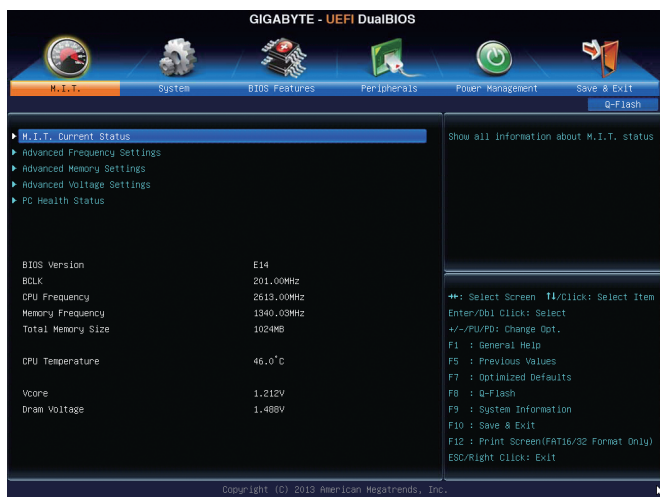 GIGABYTE - UEFI DualBIOS
M.I.T.
System
BIOS Features
Peripherals
Power Management
Save & Exit
Q-Flash
M.I.T. Current Status
Advanced Frequency Settings
Advanced Memory Settings
Advanced Voltage Settings
PC Health Status
BIOS Version E14
BCLK 201.00MHz
CPU Frequency 2613.00MHz
Memory Frequency 1340.03MHz
Total Memory Size 1024MB
CPU Temperature 46.0°C
Vcore 1.212V
Dram Voltage 1.488V
Show all information about M.I.T. status
→←: Select Screen ↑↓/Click: Select Item
Enter/Dbl Click: Select
+/-/PU/PD: Change Opt.
F1 : General Help
F5 : Previous Values
F7 : Optimized Defaults
F8 : Q-Flash
F9 : System Information
F10 : Save & Exit
F12 : Print Screen(FAT16/32 Format Only)
ESC/Right Click: Exit
Copyright (C) 2013 American Megatrends, Inc.